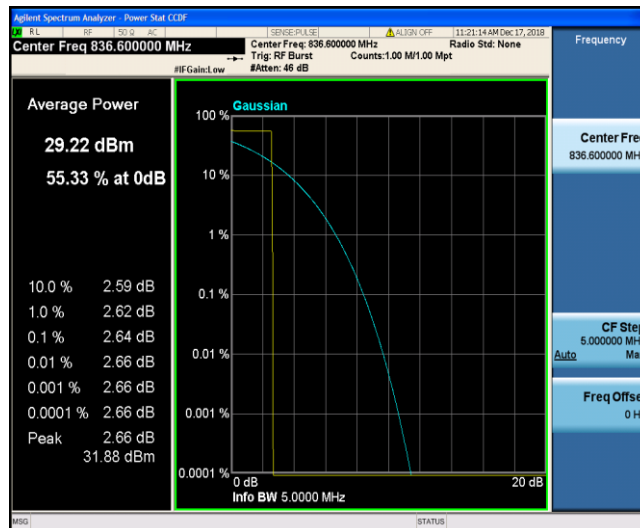 Agilent Spectrum Analyzer - Power Stat CCDF
RL RF 50 Ω AC SENSE:PULSE ALIGN OFF 11:21:14 AM Dec 17, 2018
Center Freq 836.600000 MHz
Center Freq: 836.600000 MHz Radio Std: None
Trig: RF Burst Counts:1.00 M/1.00 Mpt
#IFGain:Low #Atten: 46 dB
Frequency
Average Power
29.22 dBm
55.33 % at 0dB
10.0 % 2.59 dB
1.0 % 2.62 dB
0.1 % 2.64 dB
0.01 % 2.66 dB
0.001 % 2.66 dB
0.0001 % 2.66 dB
Peak 2.66 dB
31.88 dBm
Gaussian
100 %
10 %
1 %
0.1 %
0.01 %
0.001 %
0.0001 %
0 dB 20 dB
Info BW 5.0000 MHz
Center Fre
836.600000 MH
CF Step
5.000000 MH
Auto Ma
Freq Offse
0 H
MSG STATUS